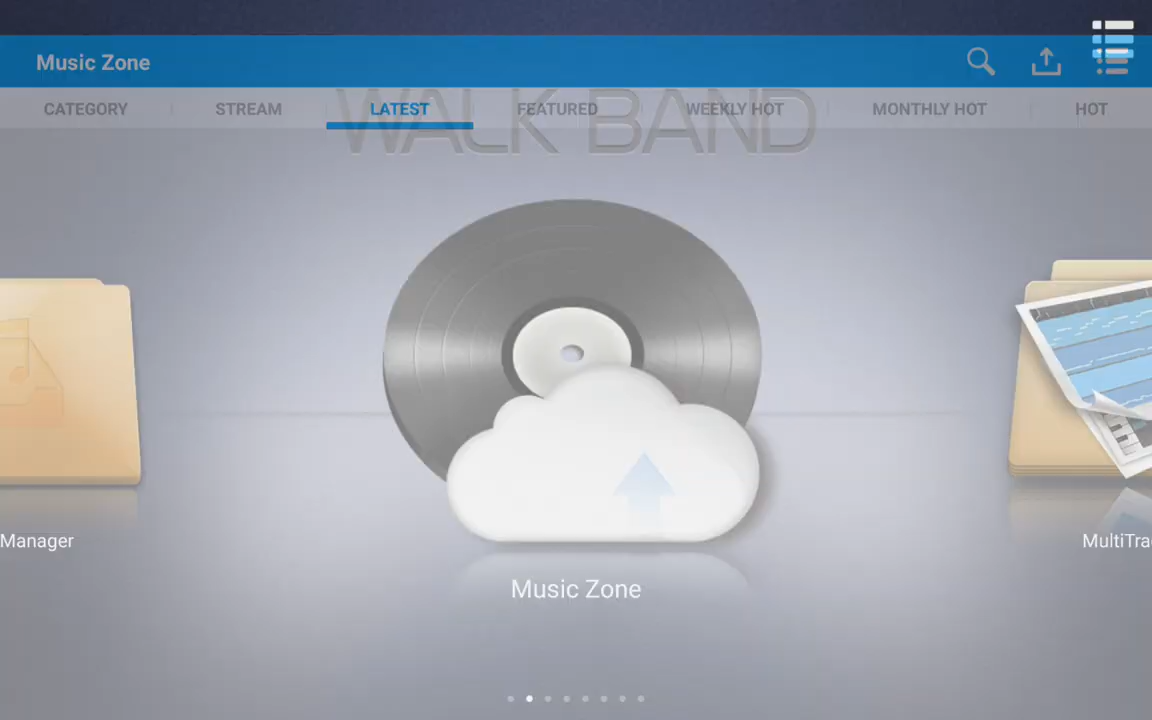 Music Zone
CATEGORY STREAM LATEST FEATURED WEEKLY HOT MONTHLY HOT HOT
WALK BAND
Manager
MultiTra
Music Zone